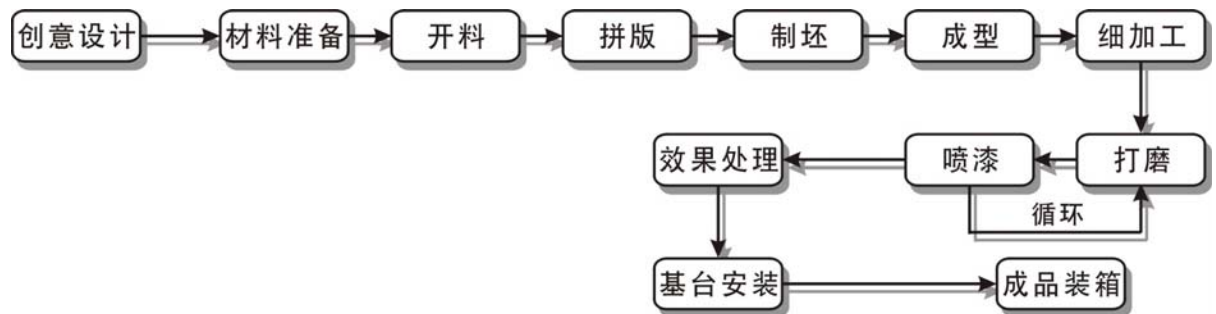 创意设计
材料准备
开料
拼版
制坯
成型
细加工
打磨
喷漆
效果处理
循环
基台安装
成品装箱